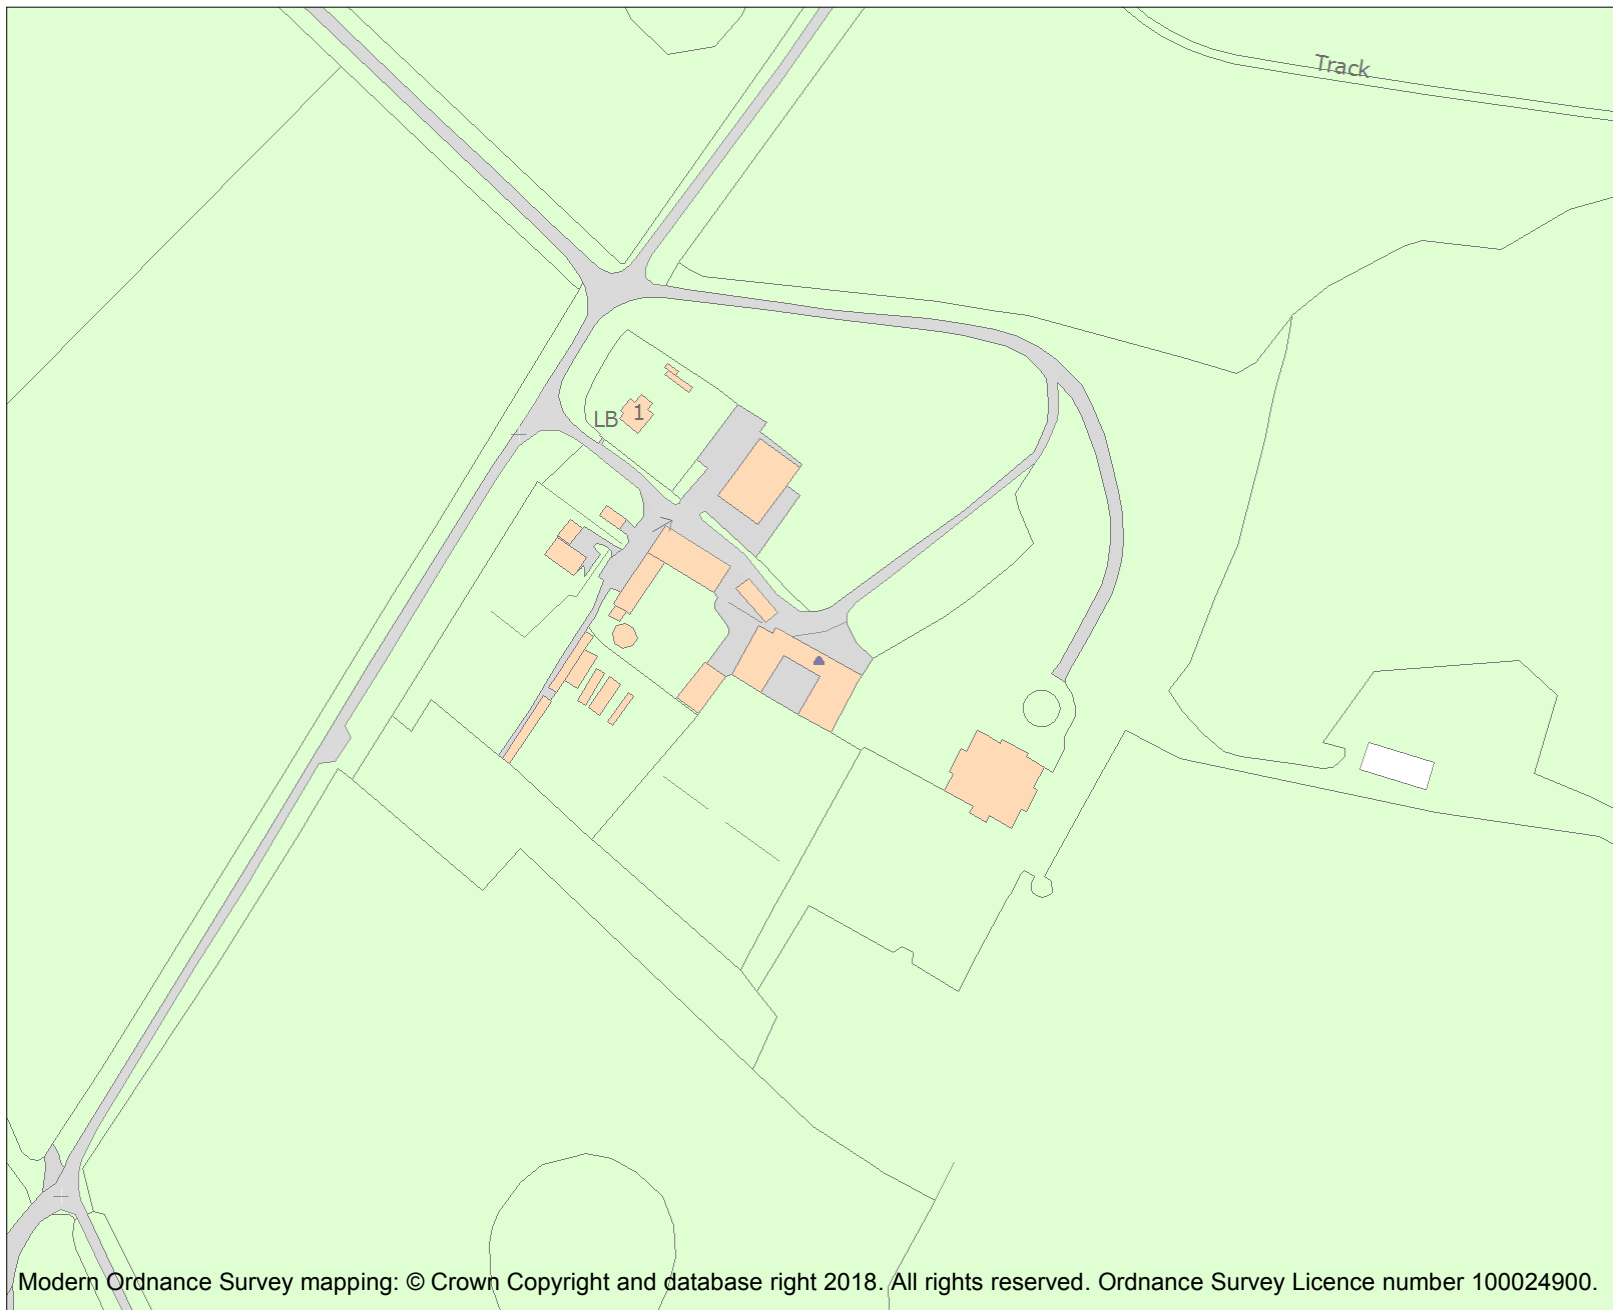 Track
LB
1
Modern Ordnance Survey mapping: © Crown Copyright and database right 2018. All rights reserved. Ordnance Survey Licence number 100024900.